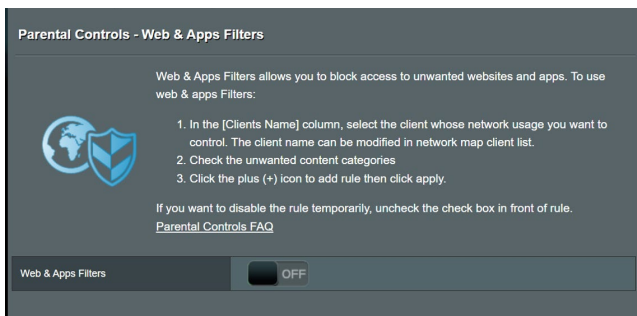 Parental Controls - Web & Apps Filters
Web & Apps Filters allows you to block access to unwanted websites and apps. To use
web & apps Filters:
1. In the [Clients Name] column, select the client whose network usage you want to
control. The client name can be modified in network map client list.
2. Check the unwanted content categories
3. Click the plus (+) icon to add rule then click apply.
If you want to disable the rule temporarily, uncheck the check box in front of rule.
Parental Controls FAQ
Web & Apps Filters
OFF